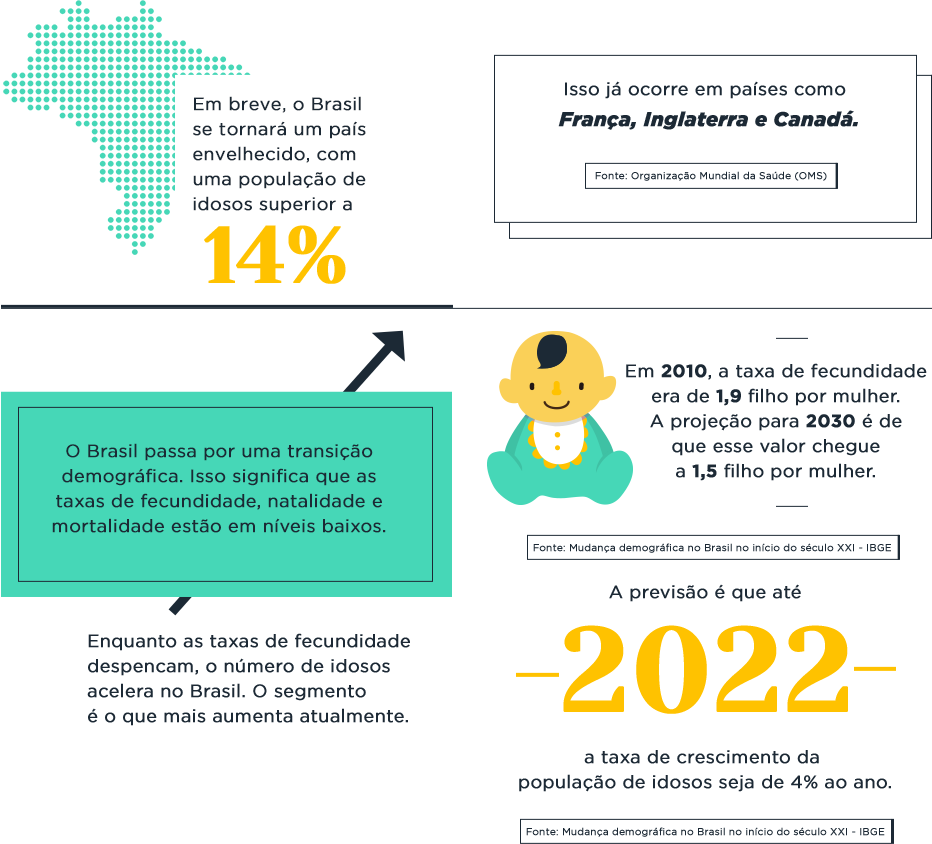 Em breve, o Brasil
se tornará um país
envelhecido, com
uma população de
idosos superior a
14%
Isso já ocorre em países como
França, Inglaterra e Canadá.
Fonte: Organização Mundial da Saúde (OMS)
O Brasil passa por uma transição
demográfica. Isso significa que as
taxas de fecundidade, natalidade e
mortalidade estão em níveis baixos.
Enquanto as taxas de fecundidade
despencam, o número de idosos
acelera no Brasil. O segmento
é o que mais aumenta atualmente.
Em 2010, a taxa de fecundidade
era de 1,9 filho por mulher.
A projeção para 2030 é de
que esse valor chegue
a 1,5 filho por mulher.
Fonte: Mudança demográfica no Brasil no início do século XXI - IBGE
A previsão é que até
2022
a taxa de crescimento da
população de idosos seja de 4% ao ano.
Fonte: Mudança demográfica no Brasil no início do século XXI - IBGE